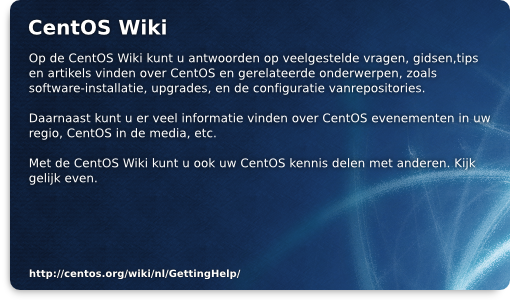 CentOS Wiki
Op de CentOS Wiki kunt u antwoorden op veelgestelde vragen, gidsen,tips
en artikels vinden over CentOS en gerelateerde onderwerpen, zoals
software-installatie, upgrades, en de configuratie vanrepositories.
Daarnaast kunt u er veel informatie vinden over CentOS evenementen in uw
regio, CentOS in de media, etc.
Met de CentOS Wiki kunt u ook uw CentOS kennis delen met anderen. Kijk
gelijk even.
http://centos.org/wiki/nl/GettingHelp/